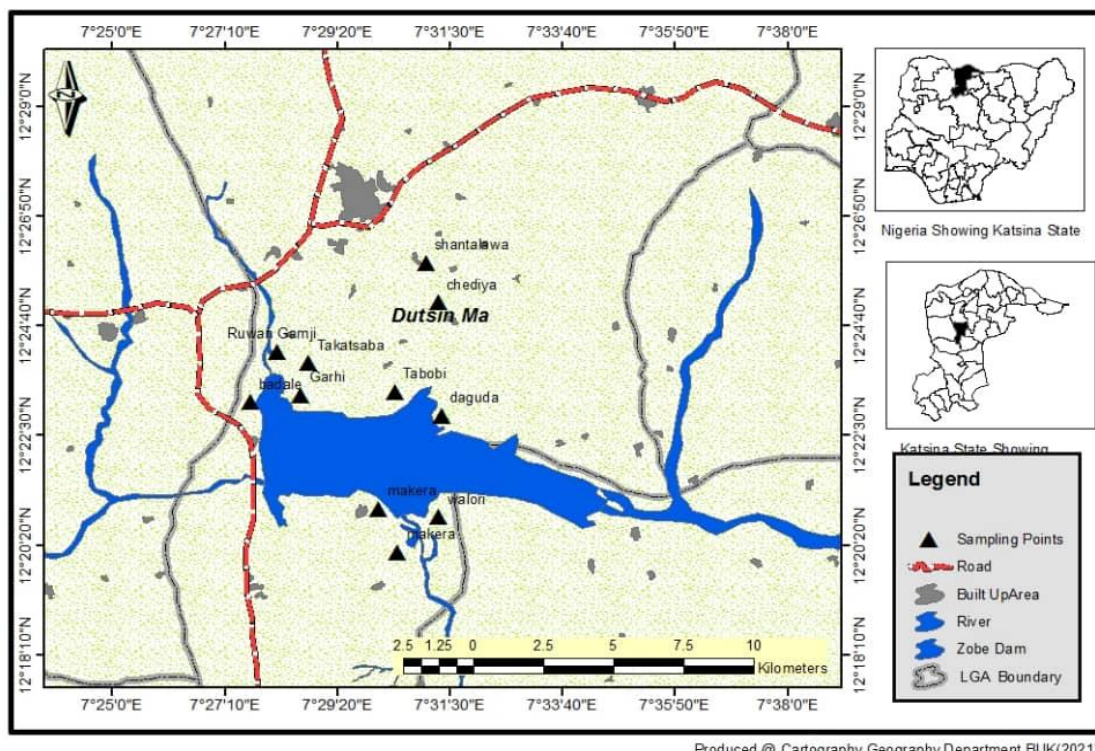 7°25'0"E 7°27'10"E 7°29'20"E 7°31'30"E 7°33'40"E 7°35'50"E 7°38'0"E
12°29'0"N 12°29'0"N
12°26'50"N 12°26'50"N
12°24'40"N 12°24'40"N
12°22'30"N 12°22'30"N
12°20'20"N 12°20'20"N
12°18'10"N 12°18'10"N
N
shantalawa
chediya
Dutsin Ma
Ruwan Gamji
Takatsaba
badale
Garhi
Tabobi
daguda
makera
walori
makera
2.5 1.25 0 2.5 5 7.5 10
Kilometers
7°25'0"E 7°27'10"E 7°29'20"E 7°31'30"E 7°33'40"E 7°35'50"E 7°38'0"E
Nigeria Showing Katsina State
Katsina State Showing
Legend
Sampling Points
Road
Built UpArea
River
Zobe Dam
LGA Boundary
Produced @ Cartography Geography Department BUK(2021